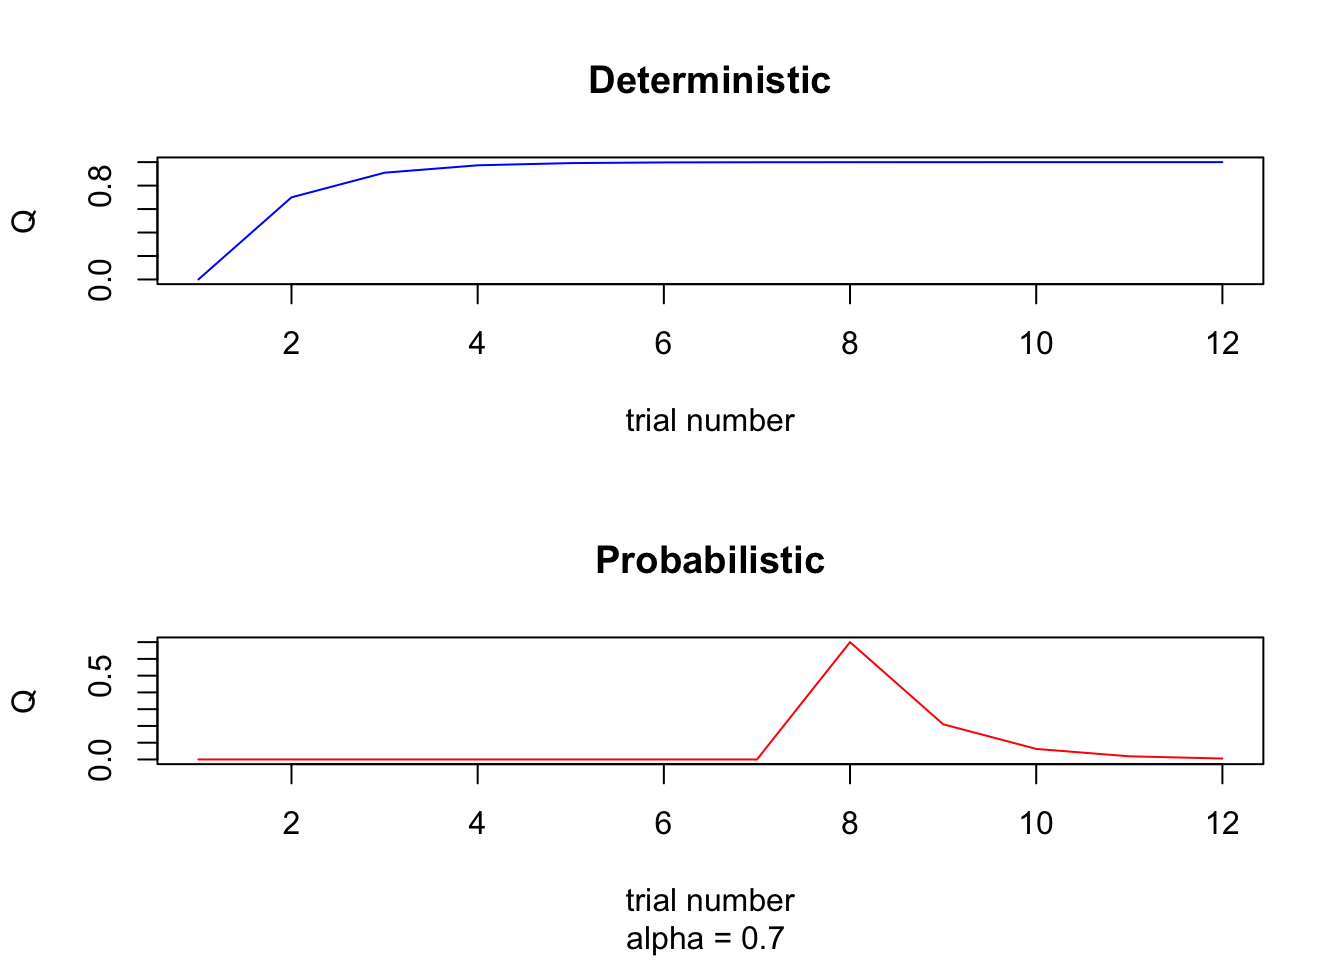 Deterministic
Q
0.8
0.0
2 4 6 8 10 12
trial number
Probabilistic
Q
0.5
0.0
2 4 6 8 10 12
trial number
alpha = 0.7